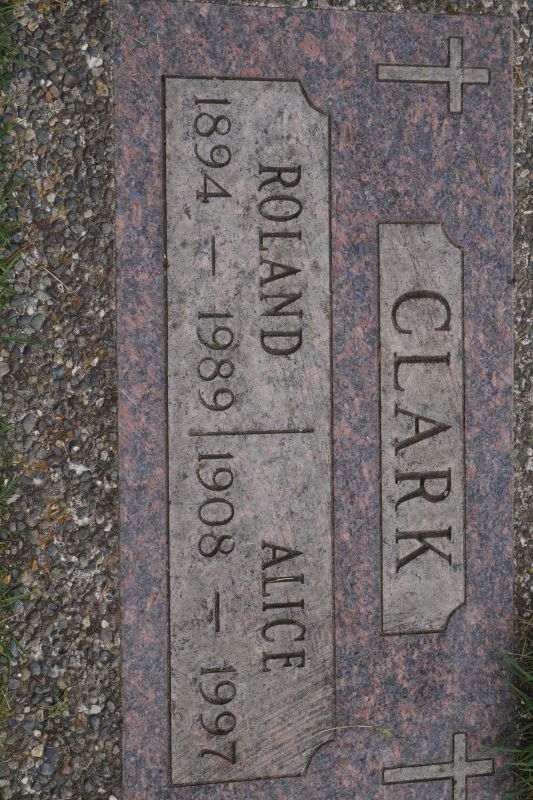 CLARK
ROLAND
1894 – 1989
ALICE
1908 – 1997